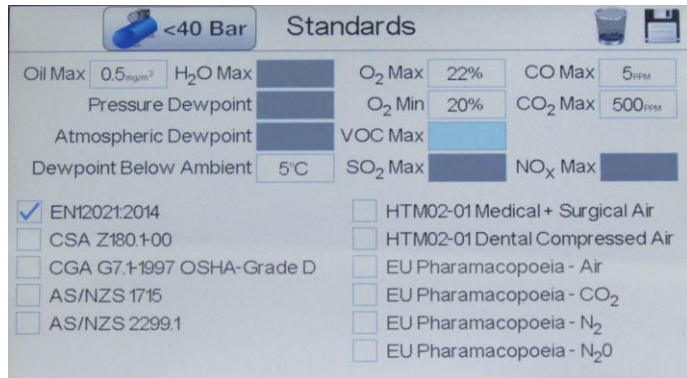 <40 Bar Standards
Oil Max 0.5mg/m³ H₂O Max O₂ Max 22% CO Max 5PPM
Pressure Dewpoint O₂ Min 20% CO₂ Max 500PPM
Atmospheric Dewpoint VOC Max
Dewpoint Below Ambient 5°C SO₂ Max NOX Max
EN12021:2014
CSA Z180.1-00
CGA G7.1-1997 OSHA-Grade D
AS/NZS 1715
AS/NZS 2299.1
HTM02-01 Medical + Surgical Air
HTM02-01 Dental Compressed Air
EU Pharamacopoeia - Air
EU Pharamacopoeia - CO₂
EU Pharamacopoeia - N₂
EU Pharamacopoeia - N₂0